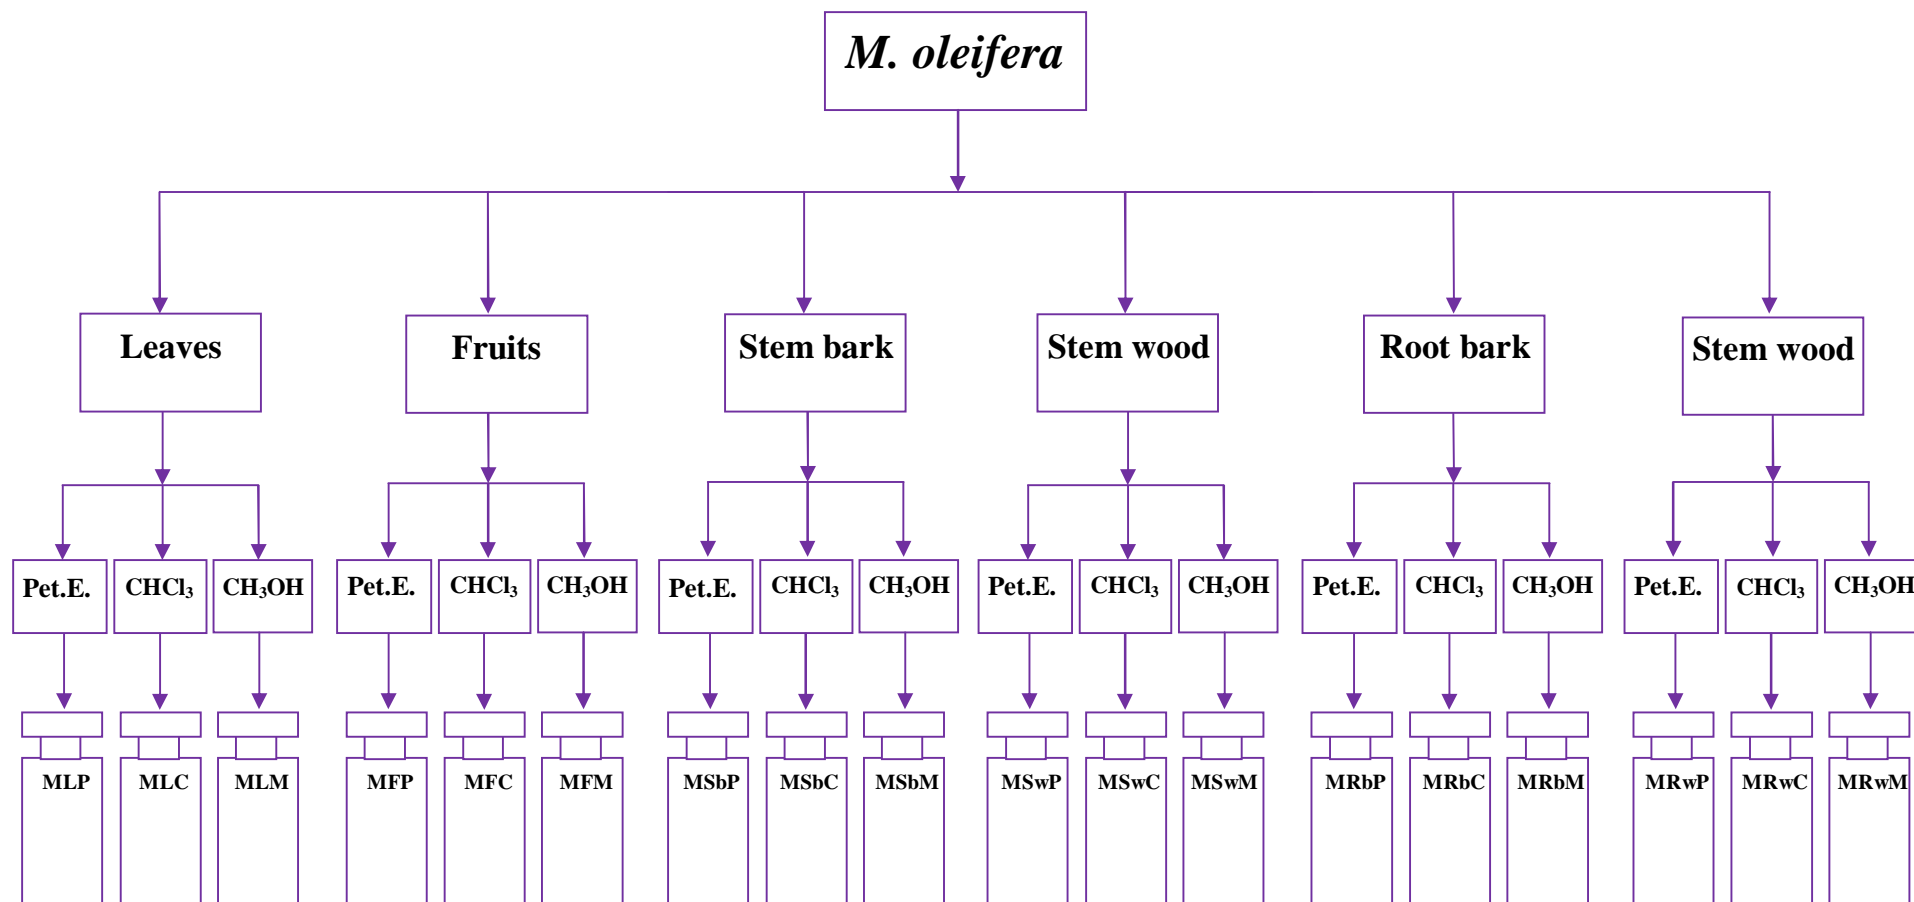 M. oleifera
Leaves
Fruits
Stem bark
Stem wood
Root bark
Stem wood
Pet.E.
CHCl₃
CH₃OH
Pet.E.
CHCl₃
CH₃OH
Pet.E.
CHCl₃
CH₃OH
Pet.E.
CHCl₃
CH₃OH
Pet.E.
CHCl₃
CH₃OH
Pet.E.
CHCl₃
CH₃OH
MLP
MLC
MLM
MFP
MFC
MFM
MSbP
MSbC
MSbM
MSwP
MSwC
MSwM
MRbP
MRbC
MRbM
MRwP
MRwC
MRwM